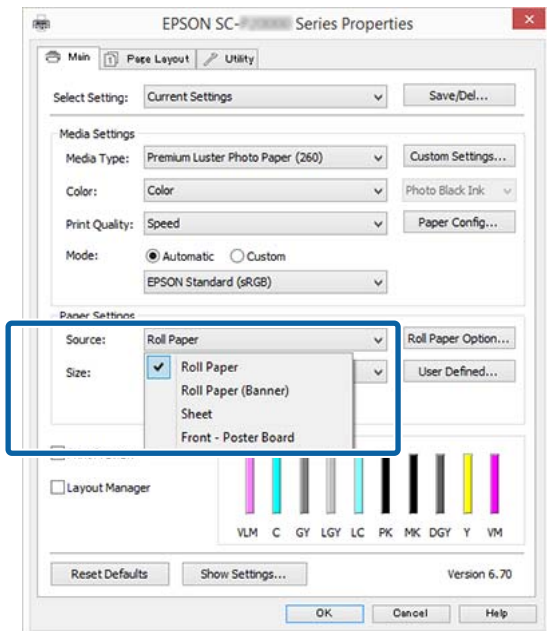 EPSON SC- Series Properties
Main Page Layout Utility
Select Setting: Current Settings Save/Del...
Media Settings
Media Type: Premium Luster Photo Paper (260) Custom Settings...
Color: Color Photo Black Ink
Print Quality: Speed Paper Config...
Mode: Automatic Custom
EPSON Standard (sRGB)
Paper Settings
Source: Roll Paper Roll Paper Option...
Size: User Defined...
Roll Paper
Roll Paper (Banner)
Sheet
Front - Poster Board
Layout Manager
VLM C GY LGY LC PK MK DGY Y VM
Reset Defaults Show Settings... Version 6.70
OK Cancel Help